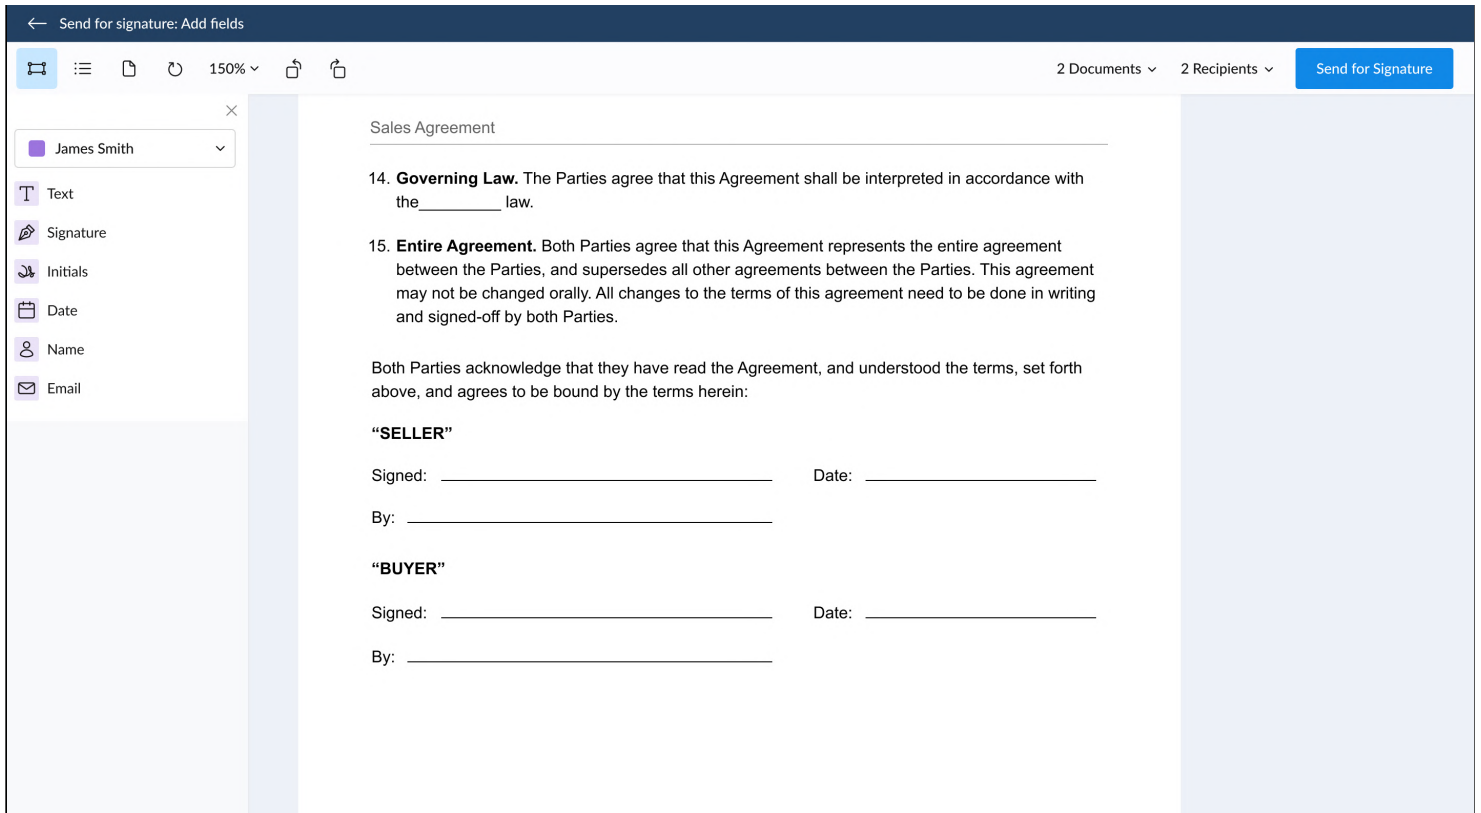 Send for signature: Add fields
150%
2 Documents
2 Recipients
Send for Signature
James Smith
Text
Signature
Initials
Date
Name
Email
Sales Agreement
14. Governing Law. The Parties agree that this Agreement shall be interpreted in accordance with
the__________ law.
15. Entire Agreement. Both Parties agree that this Agreement represents the entire agreement
between the Parties, and supersedes all other agreements between the Parties. This agreement
may not be changed orally. All changes to the terms of this agreement need to be done in writing
and signed-off by both Parties.
Both Parties acknowledge that they have read the Agreement, and understood the terms, set forth
above, and agrees to be bound by the terms herein:
“SELLER”
Signed: Date:
By:
“BUYER”
Signed: Date:
By: